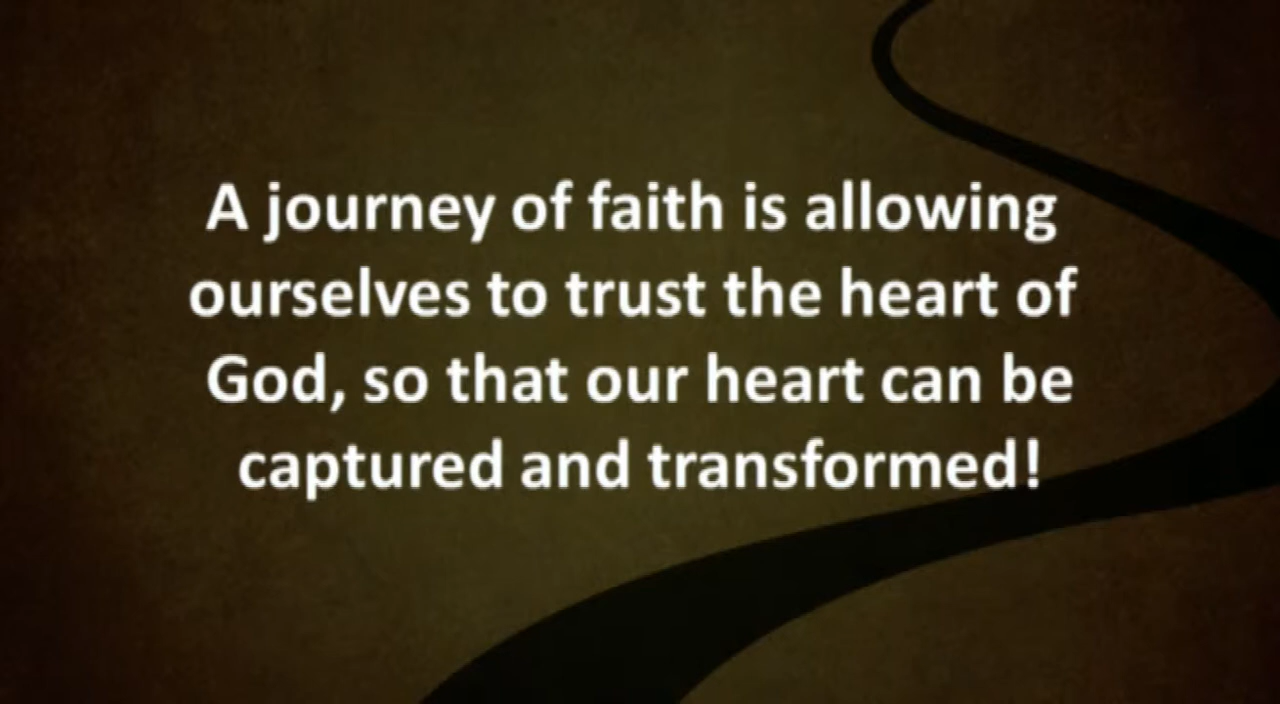 A journey of faith is allowing
ourselves to trust the heart of
God, so that our heart can be
captured and transformed!